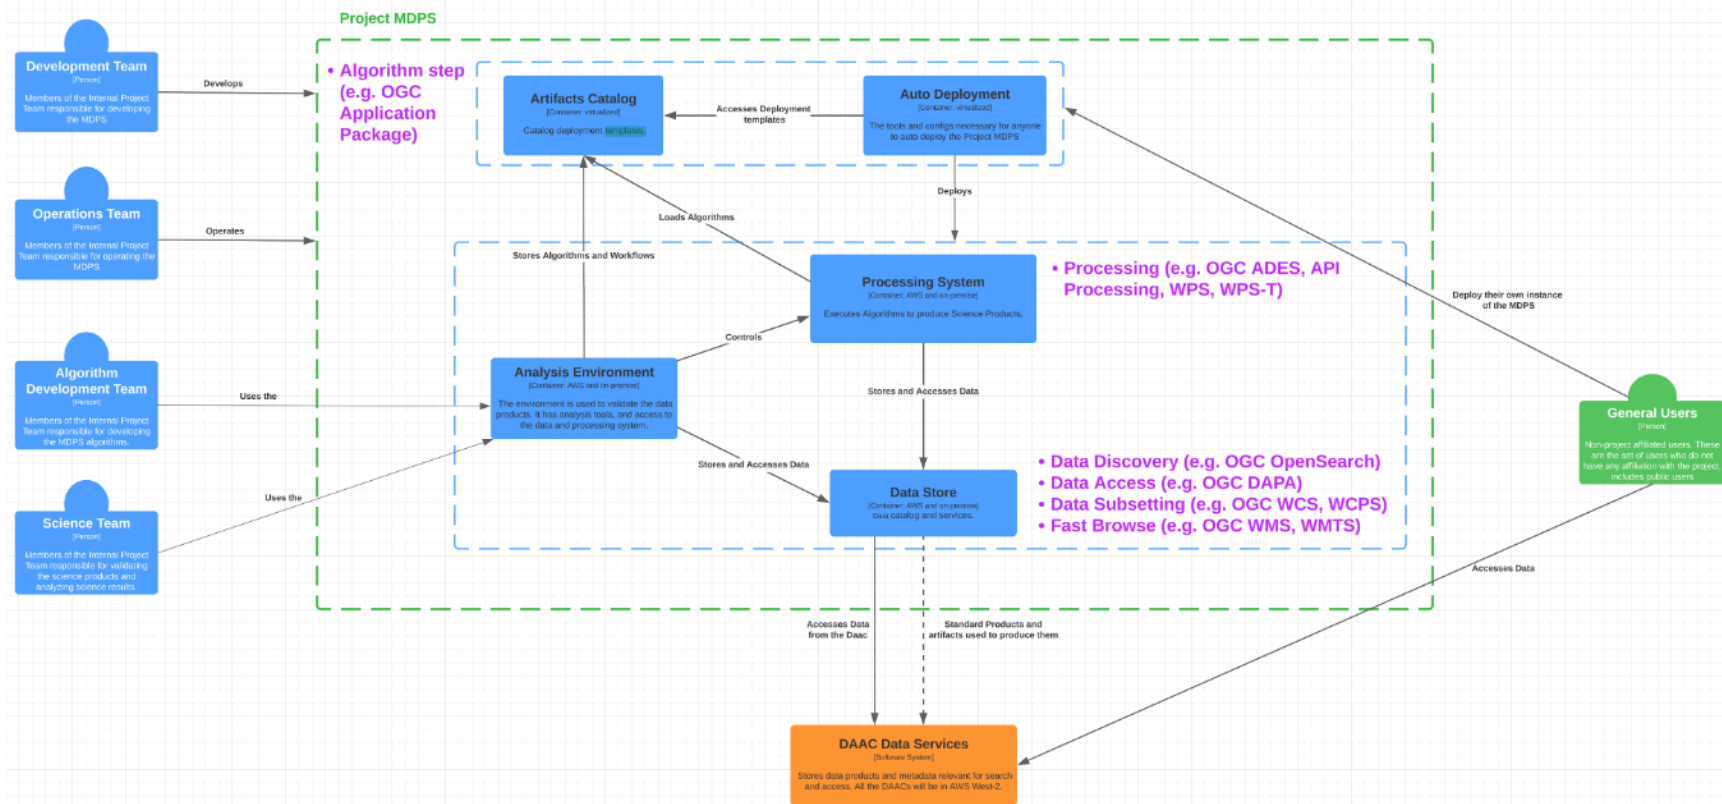 Project MDPS
Development Team
[Person]
Members of the Internal Project
Team responsible for developing
the MDPS
Develops
• Algorithm step
(e.g. OGC
Application
Package)
Artifacts Catalog
[Container: virtualized]
Catalog deployment templates.
Accesses Deployment
templates
Auto Deployment
[Container: virtualized]
The tools and configs necessary for anyone
to auto deploy the Project MDPS
Operations Team
[Person]
Members of the Internal Project
Team responsible for operating the
MDPS
Operates
Deploys
Loads Algorithms
Stores Algorithms and Workflows
Processing System
[Container: AWS and on-premise]
Executes Algorithms to produce Science Products.
• Processing (e.g. OGC ADES, API
Processing, WPS, WPS-T)
Deploy their own instance
of the MDPS
Controls
Algorithm
Development Team
[Person]
Members of the Internal Project
Team responsible for developing
the MDPS algorithms.
Uses the
Analysis Environment
[Container: AWS and on-premise]
The environment is used to validate the data
products. It has analysis tools, and access to
the data and processing system.
Stores and Accesses Data
General Users
[Person]
Non-project affiliated users. These
are the set of users who do not
have any affiliation with the project,
includes public users
Stores and Accesses Data
Science Team
[Person]
Members of the Internal Project
Team responsible for validating
the science products and
analyzing science results
Uses the
Data Store
[Container: AWS and on-premise]
Data catalog and services.
• Data Discovery (e.g. OGC OpenSearch)
• Data Access (e.g. OGC DAPA)
• Data Subsetting (e.g. OGC WCS, WCPS)
• Fast Browse (e.g. OGC WMS, WMTS)
Accesses Data
Accesses Data
from the Daac
Standard Products and
artifacts used to produce them
DAAC Data Services
[Software System]
Stores data products and metadata relevant for search
and access. All the DAACs will be in AWS West-2.